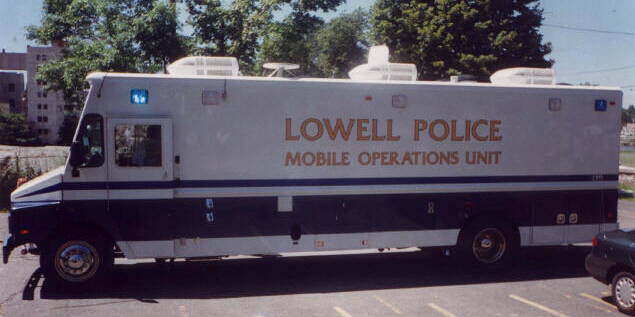 LOWELL POLICE
MOBILE OPERATIONS UNIT